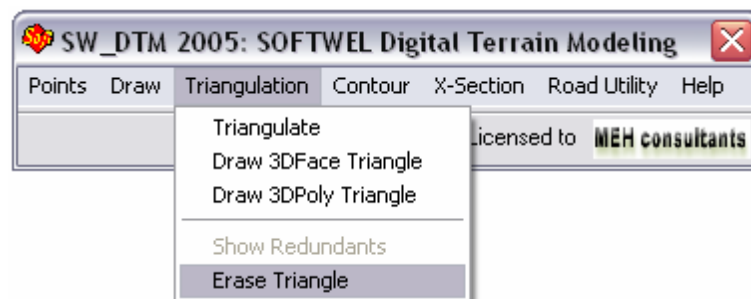 SW_DTM 2005: SOFTWEL Digital Terrain Modeling
Points Draw Triangulation Contour X-Section Road Utility Help
Licensed to MEH consultants
Triangulate
Draw 3DFace Triangle
Draw 3DPoly Triangle
Show Redundants
Erase Triangle